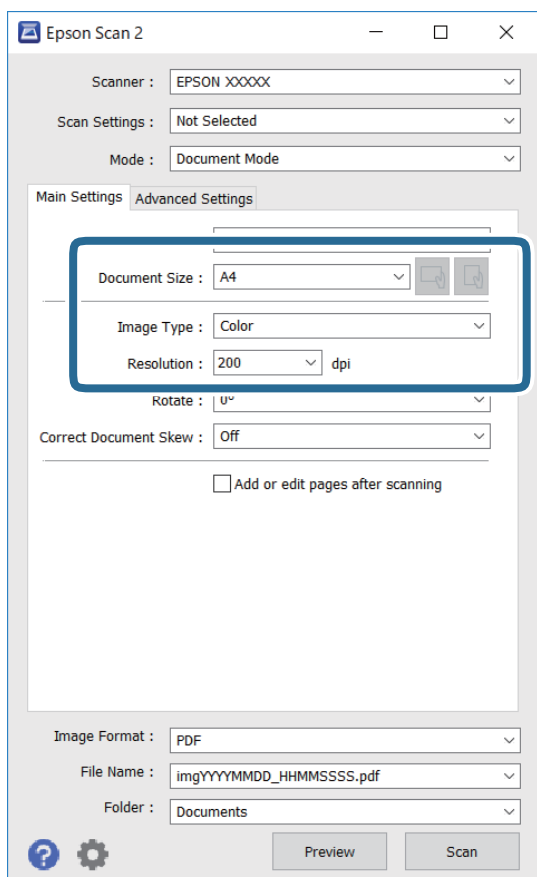 Epson Scan 2
Scanner : EPSON XXXXX
Scan Settings : Not Selected
Mode : Document Mode
Main Settings Advanced Settings
Document Size : A4
Image Type : Color
Resolution : 200 dpi
Rotate : 0°
Correct Document Skew : Off
Add or edit pages after scanning
Image Format : PDF
File Name : imgYYYYMMDD_HHMMSSSS.pdf
Folder : Documents
? Preview Scan